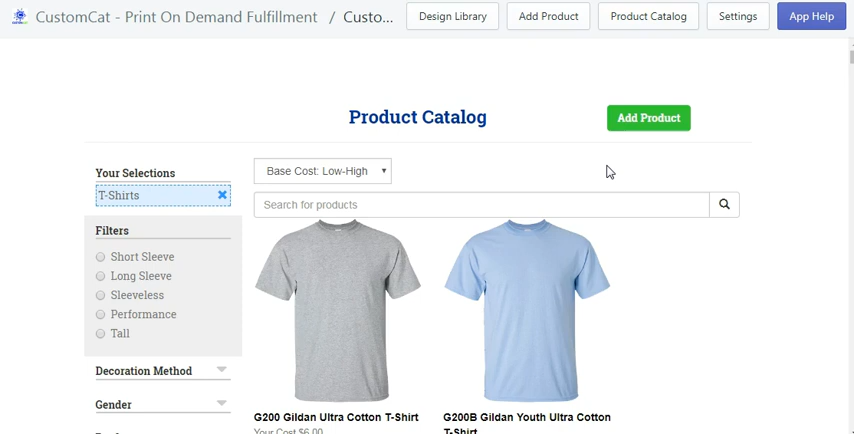 CustomCat - Print On Demand Fulfillment / Custo...
Design Library
Add Product
Product Catalog
Settings
App Help
Product Catalog
Add Product
Your Selections
T-Shirts
Base Cost: Low-High
Search for products
Filters
Short Sleeve
Long Sleeve
Sleeveless
Performance
Tall
Decoration Method
Gender
G200 Gildan Ultra Cotton T-Shirt
Your Cost $6.00
G200B Gildan Youth Ultra Cotton
T-Shirt